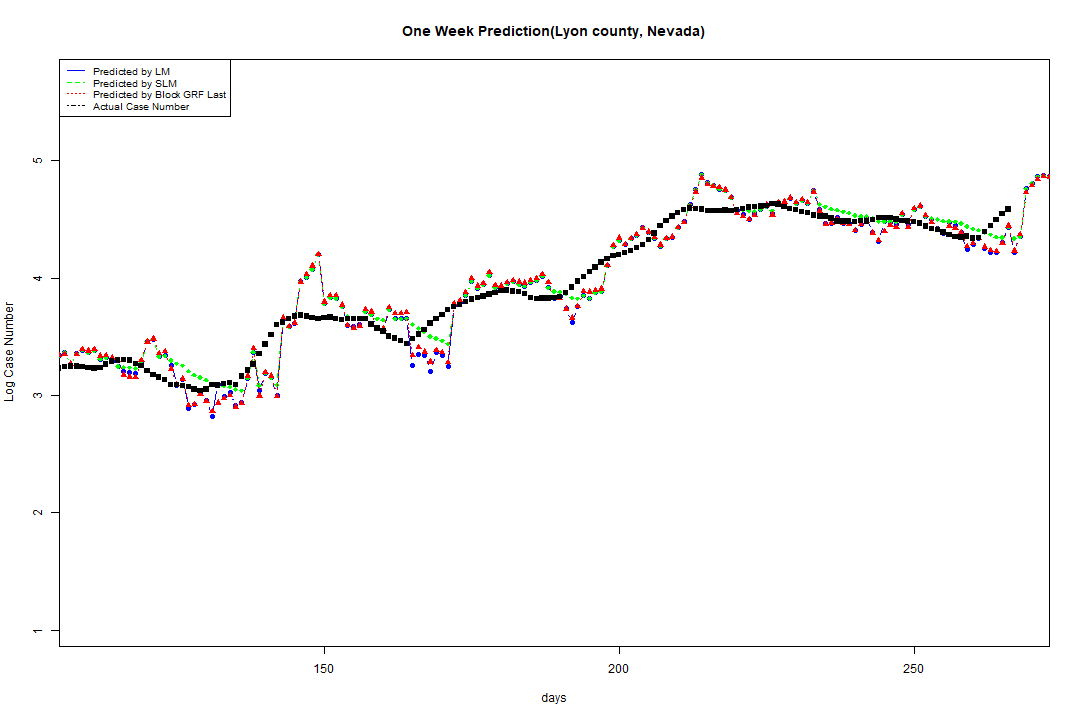 One Week Prediction(Lyon county, Nevada)
Predicted by LM
Predicted by SLM
Predicted by Block GRF Last
Actual Case Number
5
4
3
2
1
Log Case Number
150
200
250
days